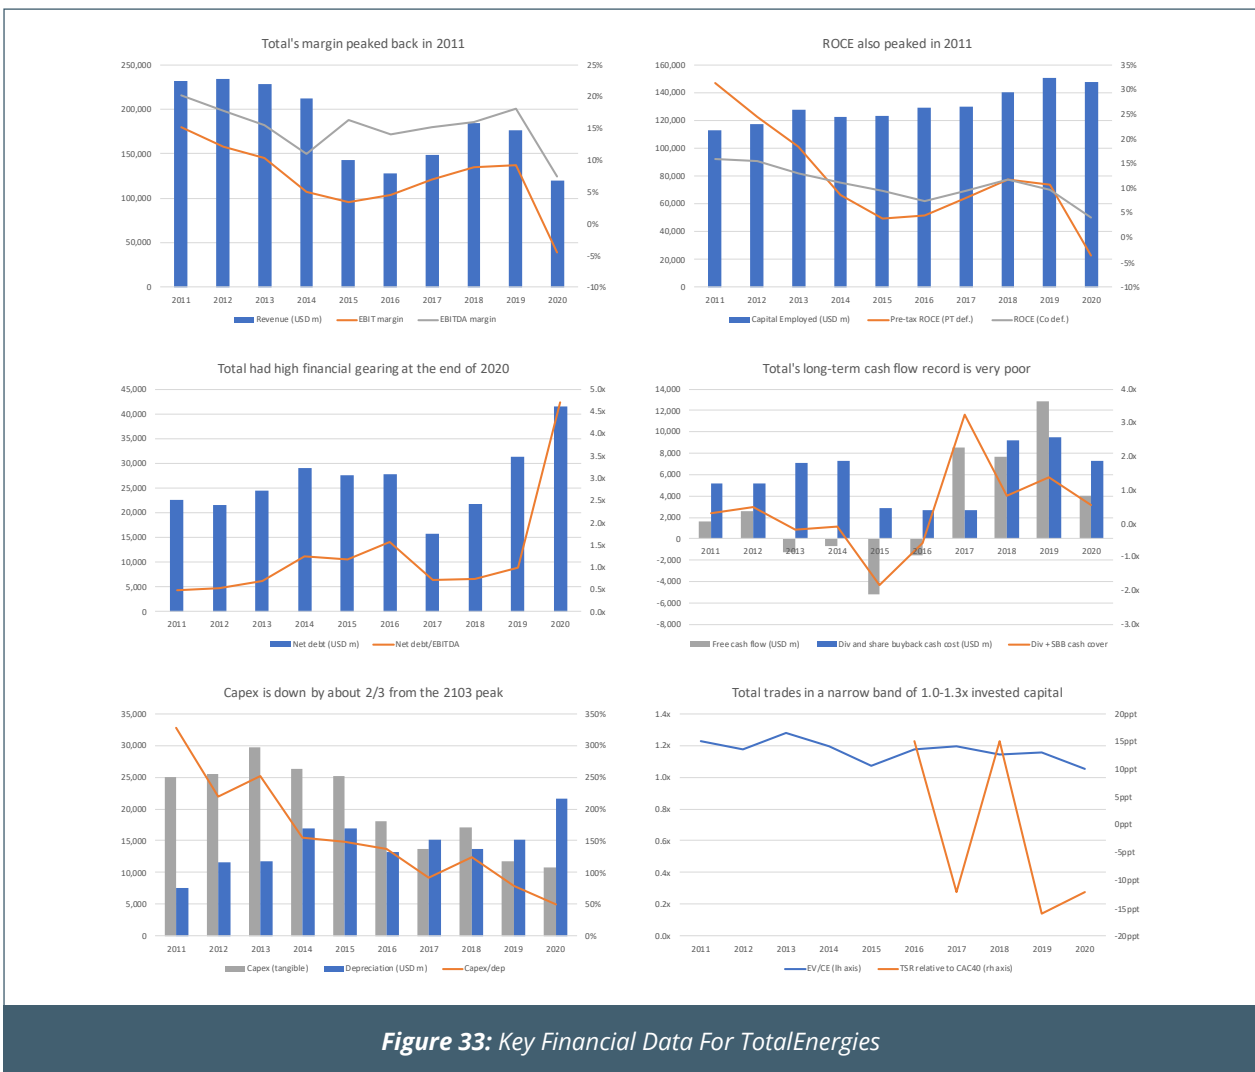 Total's margin peaked back in 2011
250,000
200,000
150,000
100,000
50,000
0
25%
20%
15%
10%
5%
0%
-5%
-10%
2011 2012 2013 2014 2015 2016 2017 2018 2019 2020
Revenue (USD m) EBIT margin EBITDA margin
ROCE also peaked in 2011
160,000
140,000
120,000
100,000
80,000
60,000
40,000
20,000
0
35%
30%
25%
20%
15%
10%
5%
0%
-5%
-10%
2011 2012 2013 2014 2015 2016 2017 2018 2019 2020
Capital Employed (USD m) Pre-tax ROCE (PT def.) ROCE (Co def.)
Total had high financial gearing at the end of 2020
45,000
40,000
35,000
30,000
25,000
20,000
15,000
10,000
5,000
0
5.0x
4.5x
4.0x
3.5x
3.0x
2.5x
2.0x
1.5x
1.0x
0.5x
0.0x
2011 2012 2013 2014 2015 2016 2017 2018 2019 2020
Net debt (USD m) Net debt/EBITDA
Total's long-term cash flow record is very poor
14,000
12,000
10,000
8,000
6,000
4,000
2,000
0
-2,000
-4,000
-6,000
-8,000
4.0x
3.0x
2.0x
1.0x
0.0x
-1.0x
-2.0x
-3.0x
2011 2012 2013 2014 2015 2016 2017 2018 2019 2020
Free cash flow (USD m) Div and share buyback cash cost (USD m) Div + SBB cash cover
Capex is down by about 2/3 from the 2103 peak
35,000
30,000
25,000
20,000
15,000
10,000
5,000
0
350%
300%
250%
200%
150%
100%
50%
0%
2011 2012 2013 2014 2015 2016 2017 2018 2019 2020
Capex (tangible) Depreciation (USD m) Capex/dep
Total trades in a narrow band of 1.0-1.3x invested capital
1.4x
1.2x
1.0x
0.8x
0.6x
0.4x
0.2x
0.0x
20ppt
15ppt
10ppt
5ppt
0ppt
-5ppt
-10ppt
-15ppt
-20ppt
2011 2012 2013 2014 2015 2016 2017 2018 2019 2020
EV/CE (lh axis) TSR relative to CAC40 (rh axis)
Figure 33: Key Financial Data For TotalEnergies